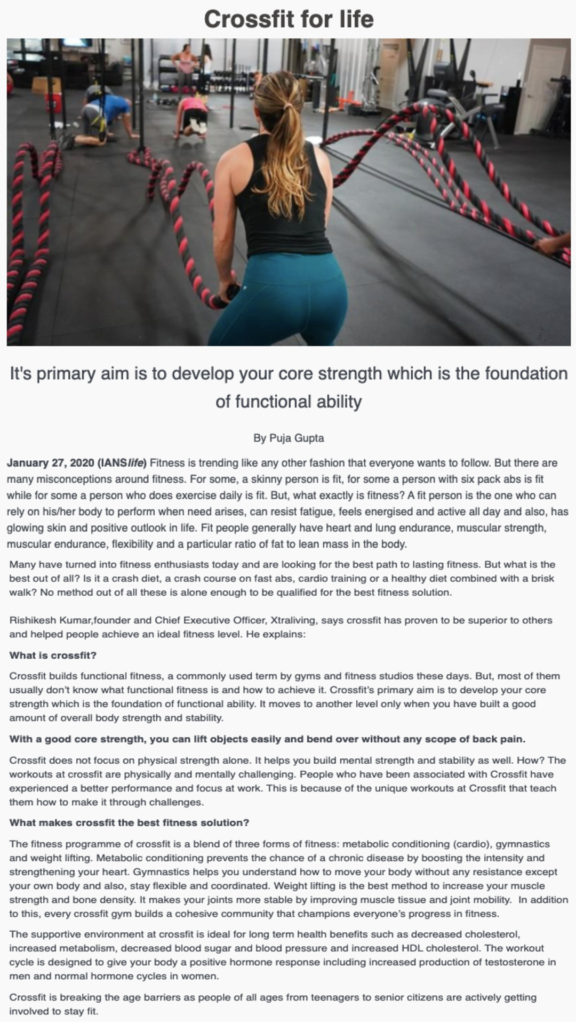 Crossfit for life
It's primary aim is to develop your core strength which is the foundation
of functional ability
By Puja Gupta
January 27, 2020 (IANSlife) Fitness is trending like any other fashion that everyone wants to follow. But there are
many misconceptions around fitness. For some, a skinny person is fit, for some a person with six pack abs is fit
while for some a person who does exercise daily is fit. But, what exactly is fitness? A fit person is the one who can
rely on his/her body to perform when need arises, can resist fatigue, feels energised and active all day and also, has
glowing skin and positive outlook in life. Fit people generally have heart and lung endurance, muscular strength,
muscular endurance, flexibility and a particular ratio of fat to lean mass in the body.
Many have turned into fitness enthusiasts today and are looking for the best path to lasting fitness. But what is the
best out of all? Is it a crash diet, a crash course on fast abs, cardio training or a healthy diet combined with a brisk
walk? No method out of all these is alone enough to be qualified for the best fitness solution.
Rishikesh Kumar,founder and Chief Executive Officer, Xtraliving, says crossfit has proven to be superior to others
and helped people achieve an ideal fitness level. He explains:
What is crossfit?
Crossfit builds functional fitness, a commonly used term by gyms and fitness studios these days. But, most of them
usually don't know what functional fitness is and how to achieve it. Crossfit's primary aim is to develop your core
strength which is the foundation of functional ability. It moves to another level only when you have built a good
amount of overall body strength and stability.
With a good core strength, you can lift objects easily and bend over without any scope of back pain.
Crossfit does not focus on physical strength alone. It helps you build mental strength and stability as well. How? The
workouts at crossfit are physically and mentally challenging. People who have been associated with Crossfit have
experienced a better performance and focus at work. This is because of the unique workouts at Crossfit that teach
them how to make it through challenges.
What makes crossfit the best fitness solution?
The fitness programme of crossfit is a blend of three forms of fitness: metabolic conditioning (cardio), gymnastics
and weight lifting. Metabolic conditioning prevents the chance of a chronic disease by boosting the intensity and
strengthening your heart. Gymnastics helps you understand how to move your body without any resistance except
your own body and also, stay flexible and coordinated. Weight lifting is the best method to increase your muscle
strength and bone density. It makes your joints more stable by improving muscle tissue and joint mobility. In addition
to this, every crossfit gym builds a cohesive community that champions everyone's progress in fitness.
The supportive environment at crossfit is ideal for long term health benefits such as decreased cholesterol,
increased metabolism, decreased blood sugar and blood pressure and increased HDL cholesterol. The workout
cycle is designed to give your body a positive hormone response including increased production of testosterone in
men and normal hormone cycles in women.
Crossfit is breaking the age barriers as people of all ages from teenagers to senior citizens are actively getting
involved to stay fit.